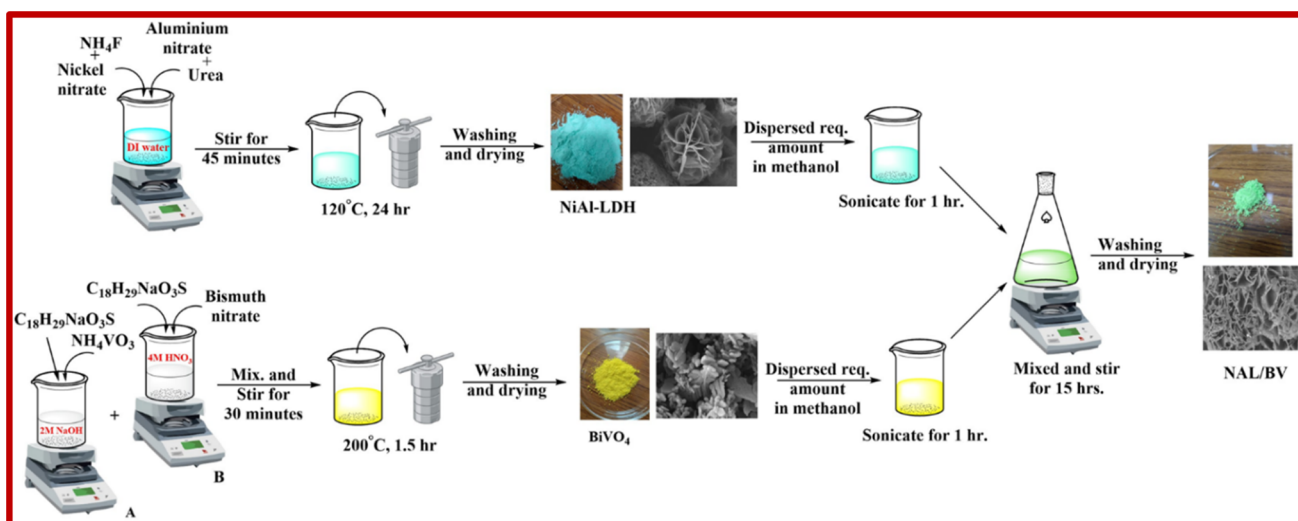 NH₄F
+
Nickel
nitrate
Aluminium
nitrate
+
Urea
DI water
Stir for
45 minutes
120°C, 24 hr
Washing
and drying
NiAl-LDH
Dispersed req.
amount
in methanol
Sonicate for 1 hr.
C₁₈H₂₉NaO₃S
NH₄VO₃
2M NaOH
A
+
C₁₈H₂₉NaO₃S
Bismuth
nitrate
4M HNO₃
B
Mix. and
Stir for
30 minutes
200°C, 1.5 hr
Washing
and drying
BiVO₄
Dispersed req.
amount
in methanol
Sonicate for 1 hr.
Mixed and stir
for 15 hrs.
Washing
and drying
NAL/BV